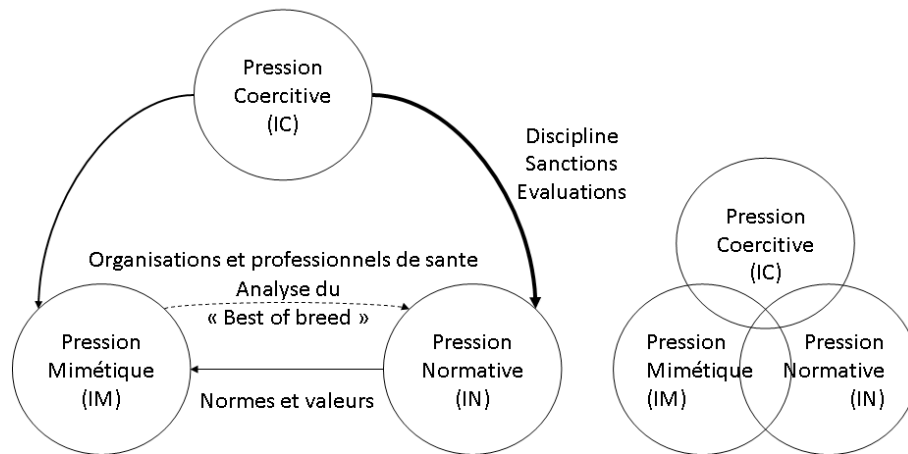 Pression
Coercitive
(IC)
Discipline
Sanctions
Evaluations
Organisations et professionnels de sante
Analyse du
« Best of breed »
Pression
Mimétique
(IM)
Pression
Normative
(IN)
Normes et valeurs
Pression
Coercitive
(IC)
Pression
Mimétique
(IM)
Pression
Normative
(IN)